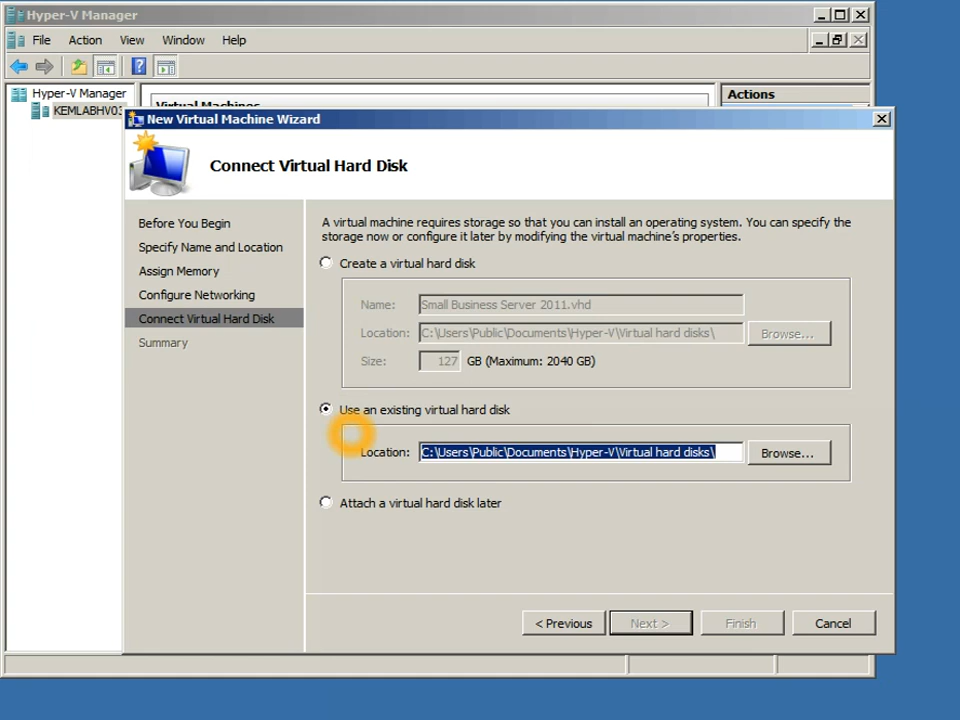 Hyper-V Manager
File Action View Window Help
Hyper-V Manager
KEMLABHV03
Virtual Machines
Actions
New Virtual Machine Wizard
Connect Virtual Hard Disk
Before You Begin
Specify Name and Location
Assign Memory
Configure Networking
Connect Virtual Hard Disk
Summary
A virtual machine requires storage so that you can install an operating system. You can specify the
storage now or configure it later by modifying the virtual machine's properties.
Create a virtual hard disk
Name: Small Business Server 2011.vhd
Location: C:\Users\Public\Documents\Hyper-V\Virtual hard disks\ Browse...
Size: 127 GB (Maximum: 2040 GB)
Use an existing virtual hard disk
Location: C:\Users\Public\Documents\Hyper-V\Virtual hard disks\ Browse...
Attach a virtual hard disk later
< Previous Next > Finish Cancel